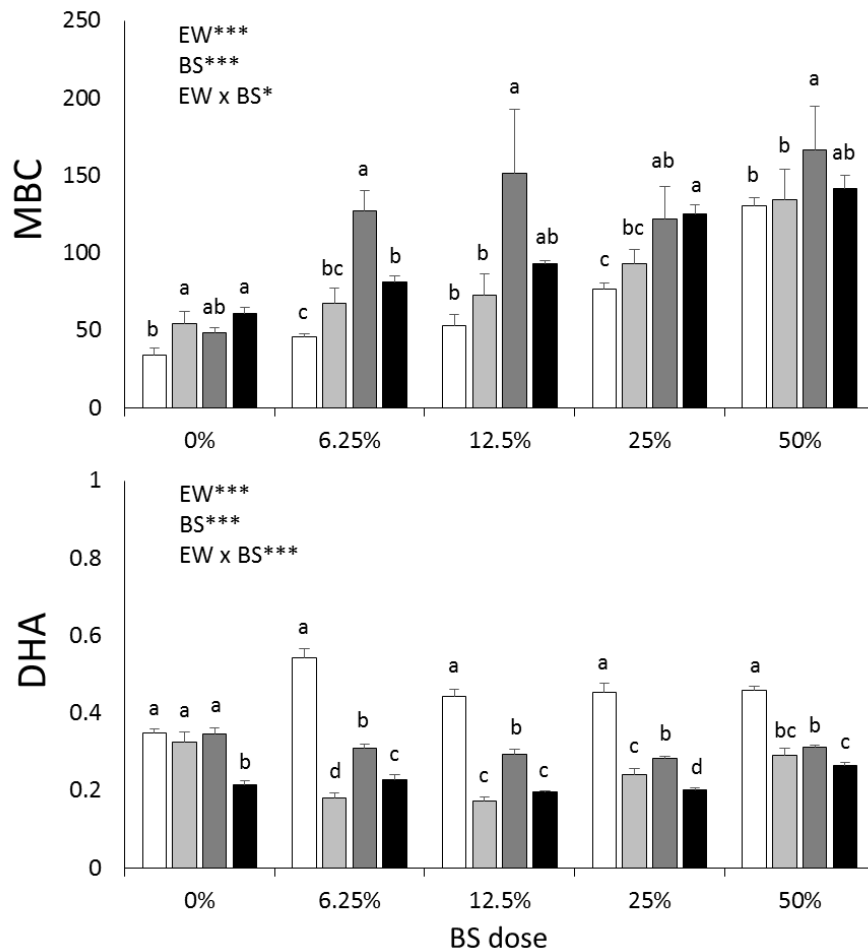 250
EW***
BS***
EW x BS*
200
150
100
50
0
MBC
b
a
ab
a
c
bc
a
b
b
b
a
ab
c
bc
ab
a
b
b
a
ab
0%
6.25%
12.5%
25%
50%
1
EW***
BS***
EW x BS***
0.8
0.6
0.4
0.2
0
DHA
a
a
a
b
a
d
b
c
a
c
b
c
a
c
b
d
a
bc
b
c
0%
6.25%
12.5%
25%
50%
BS dose